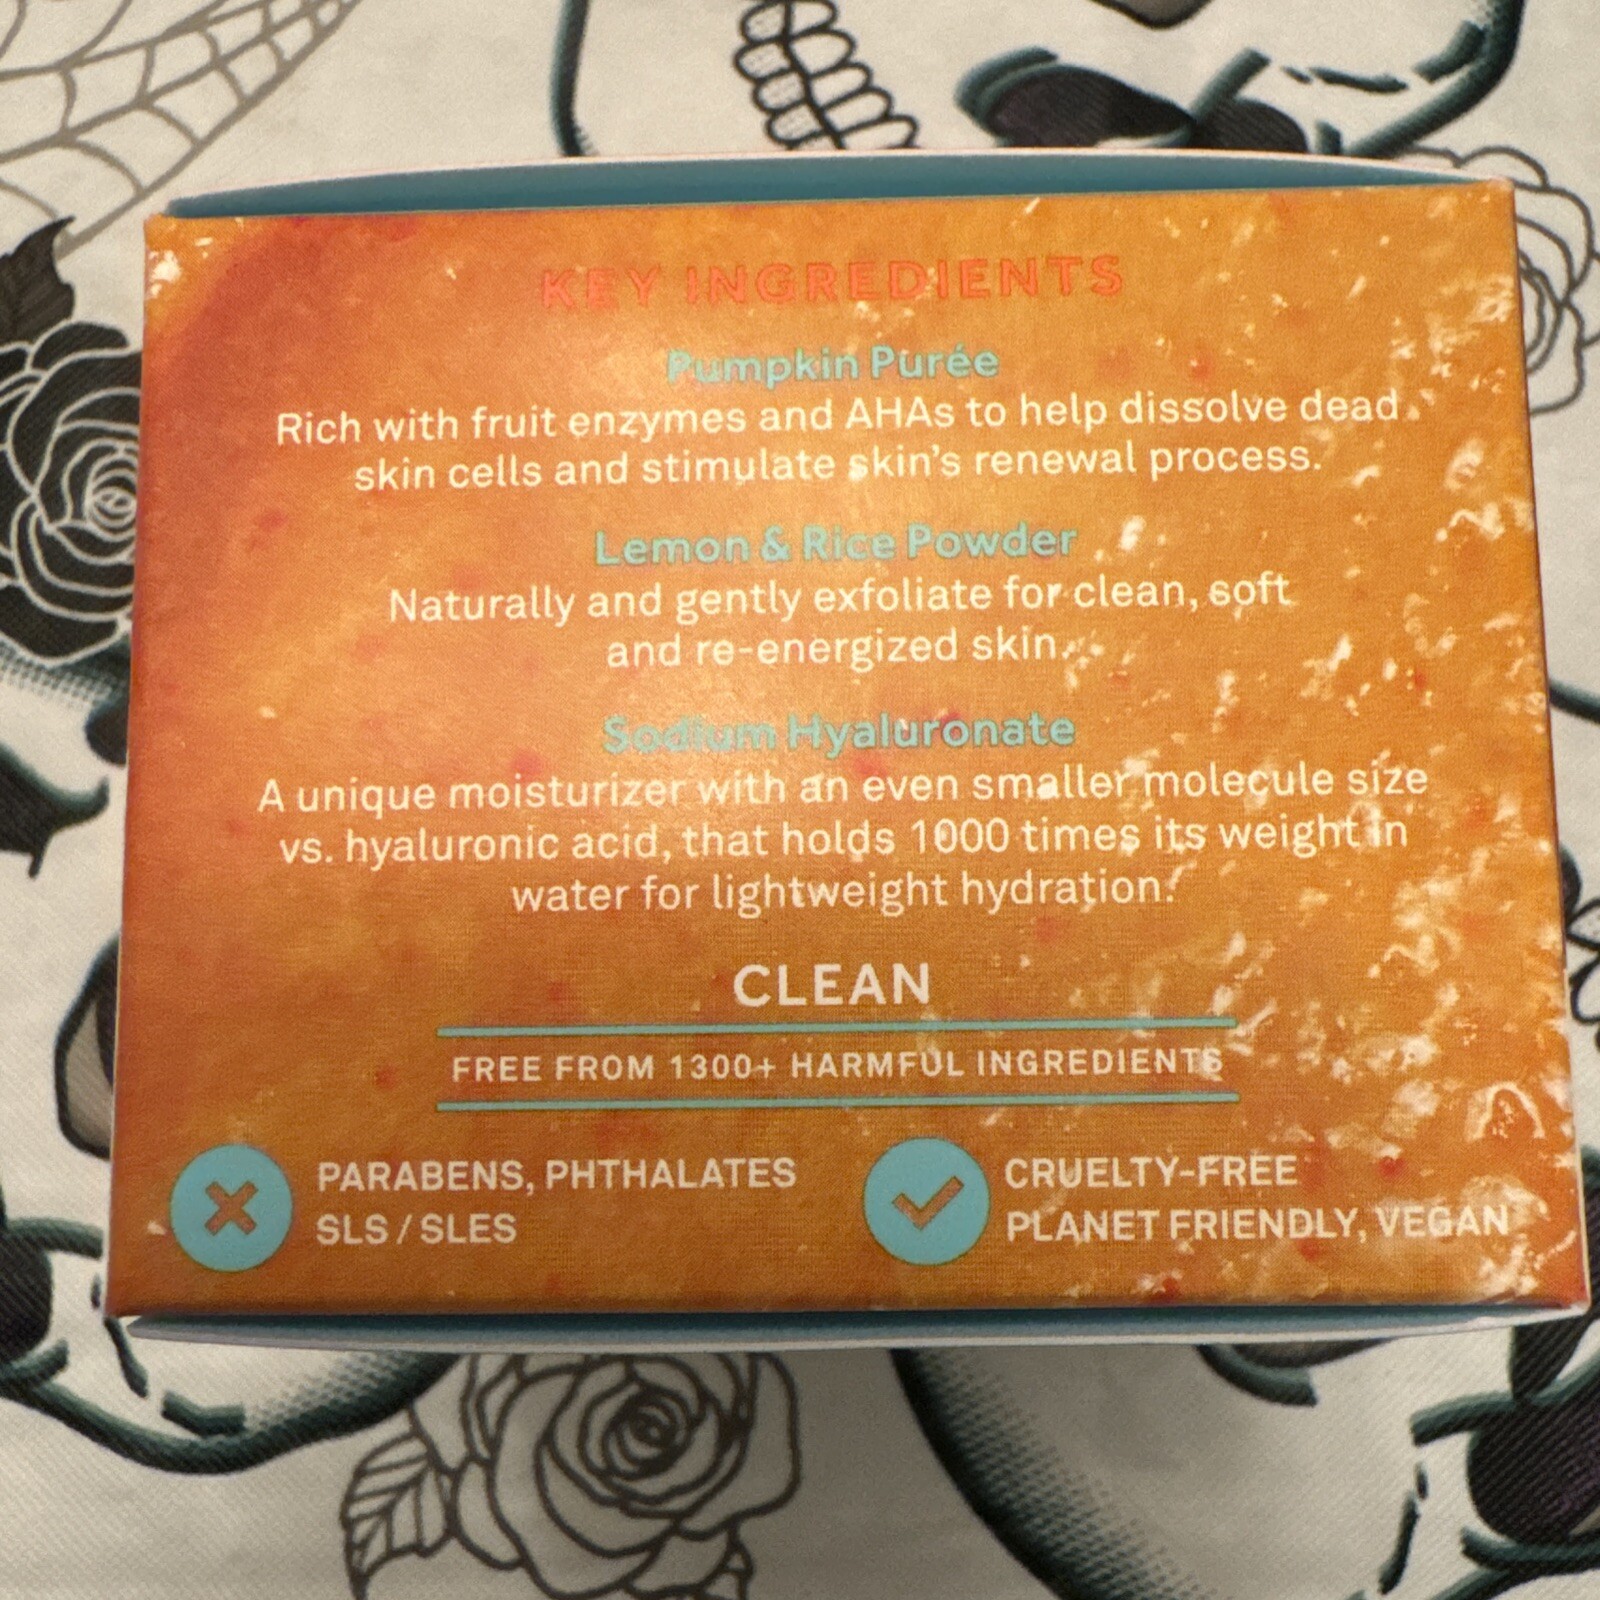 KEY INGREDIENTS
Pumpkin Purée
Rich with fruit enzymes and AHAs to help dissolve dead
skin cells and stimulate skin's renewal process.
Lemon & Rice Powder
Naturally and gently exfoliate for clean, soft
and re-energized skin.
Sodium Hyaluronate
A unique moisturizer with an even smaller molecule size
vs. hyaluronic acid, that holds 1000 times its weight in
water for lightweight hydration.
CLEAN
FREE FROM 1300+ HARMFUL INGREDIENTS
PARABENS, PHTHALATES
SLS / SLES
CRUELTY-FREE
PLANET FRIENDLY, VEGAN